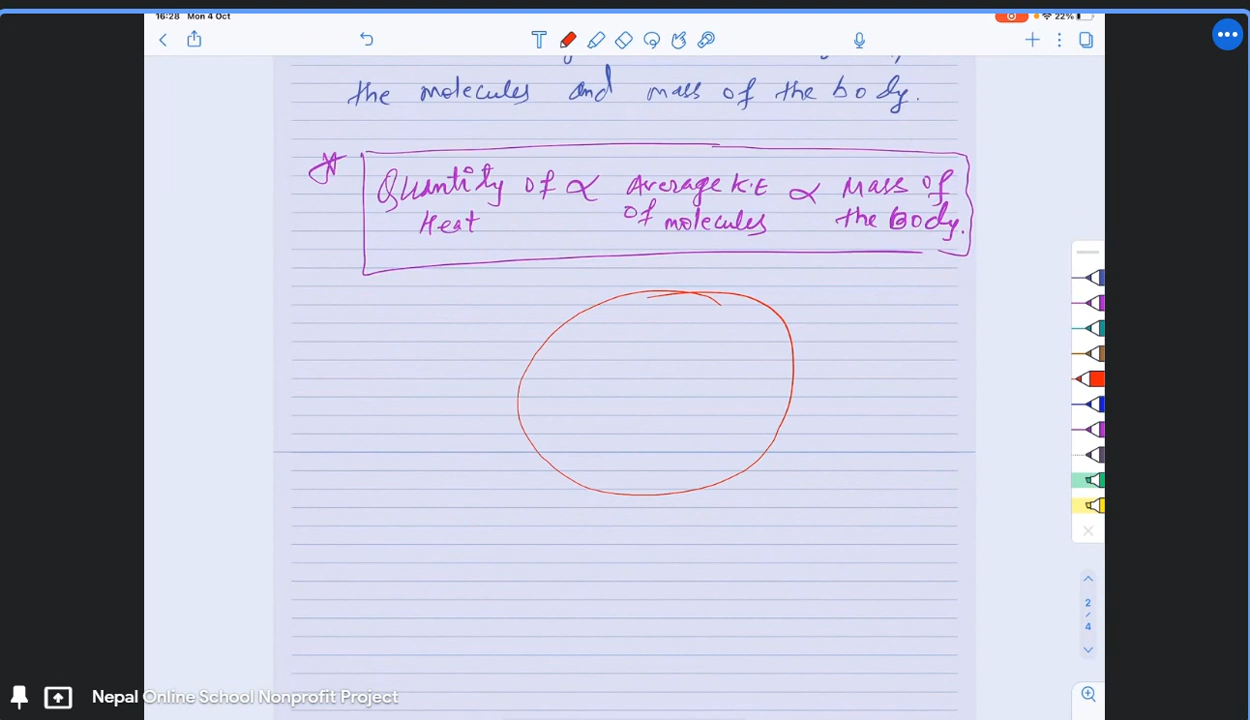 16:28 Mon 4 Oct
22%
the molecules and mass of the body.
Quantity of ∝ Average K.E ∝ Mass of
Heat of molecules the Body.
2
/
4
Nepal Online School Nonprofit Project